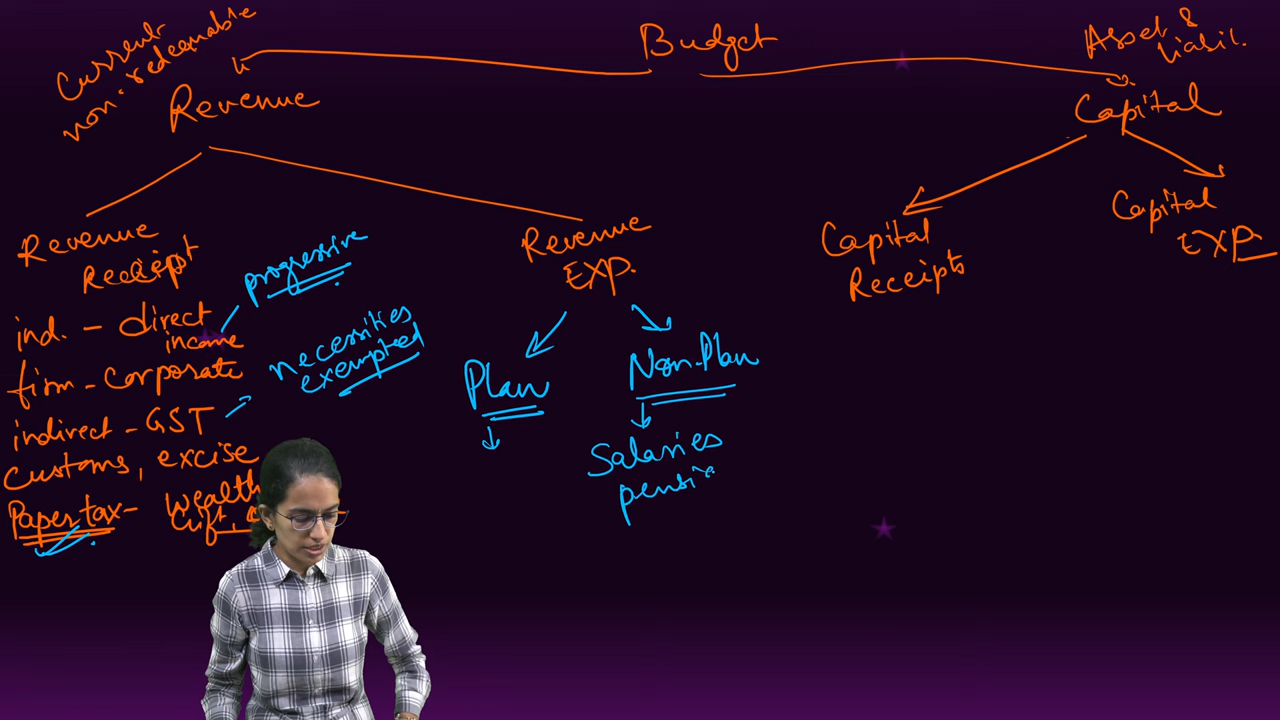 Budget
Current
non-redeemable
Asset &
Liabil.
Revenue
Capital
Revenue
Receipt
Revenue
EXP.
Capital
Receipts
Capital
EXP.
progressive
ind. - direct
income
necessities
exempted
firm - corporate
indirect - GST
Customs, excise
Paper tax - Wealth
Gift,
Plan
Non-Plan
Salaries
pensi